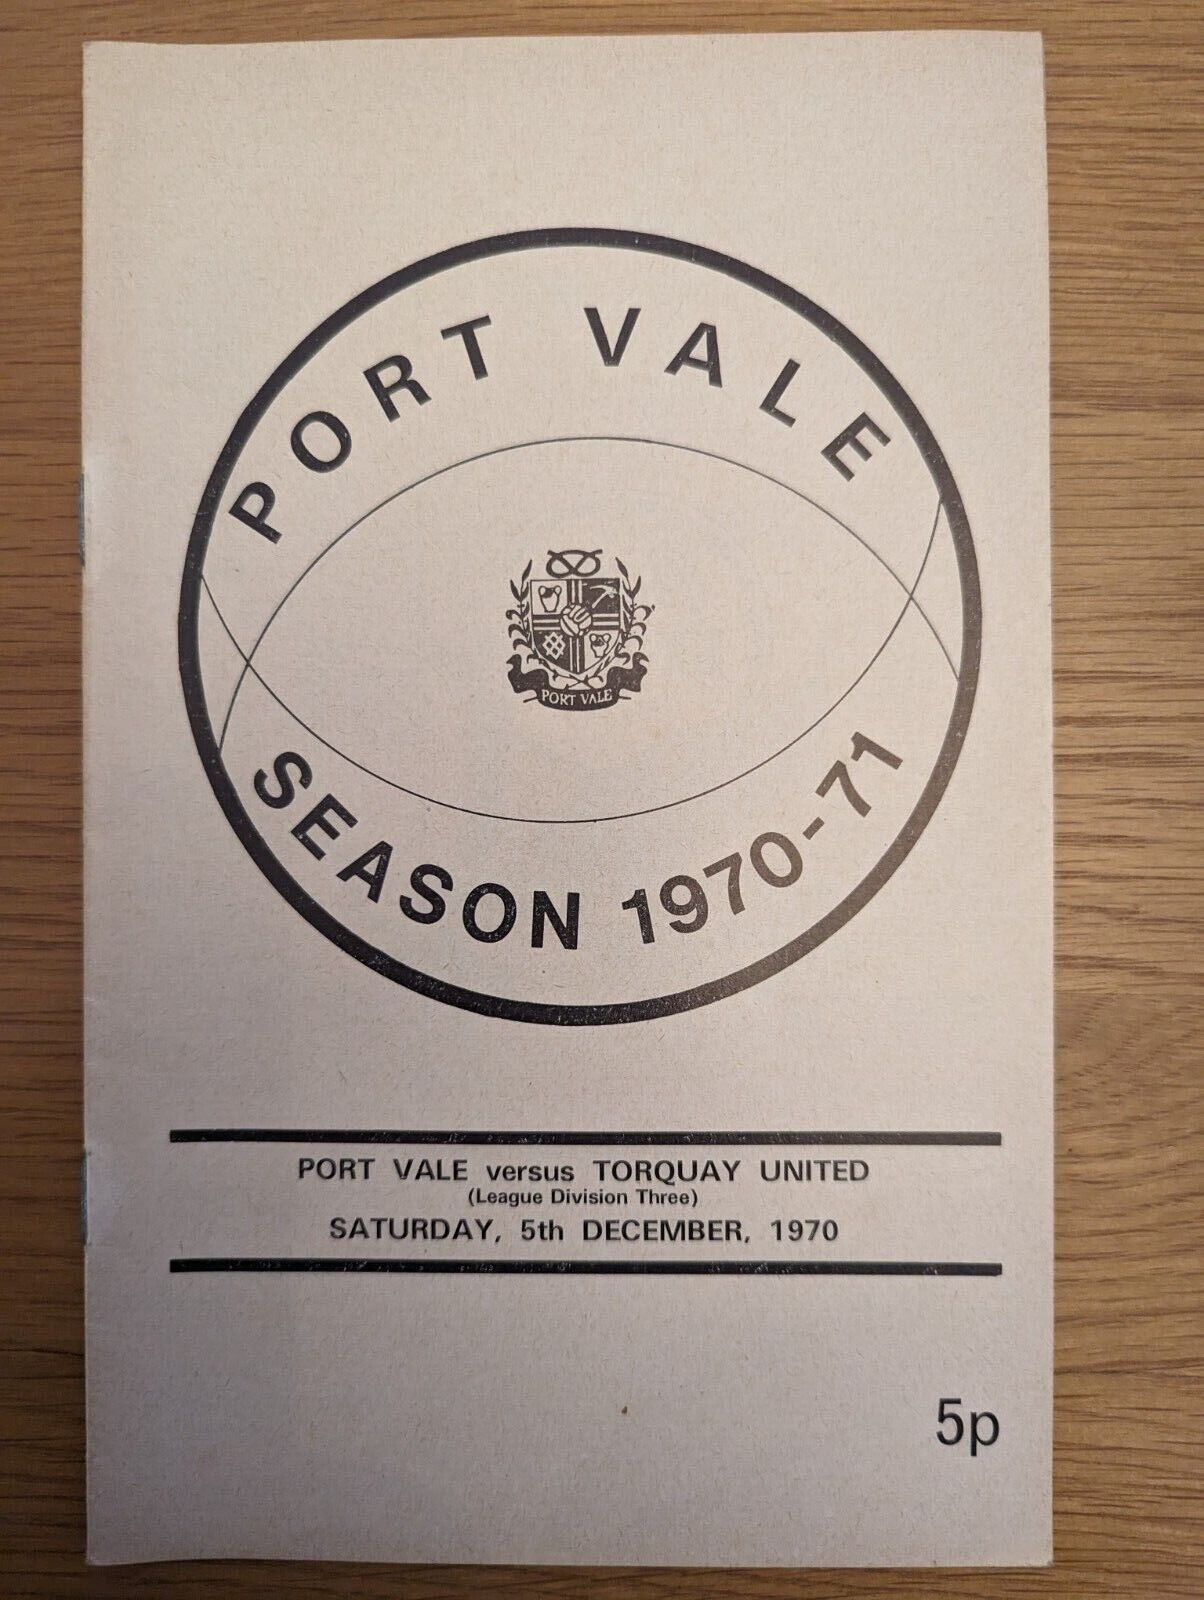 PORT VALE
PORT VALE
SEASON 1970-71
PORT VALE versus TORQUAY UNITED
(League Division Three)
SATURDAY, 5th DECEMBER, 1970
5p